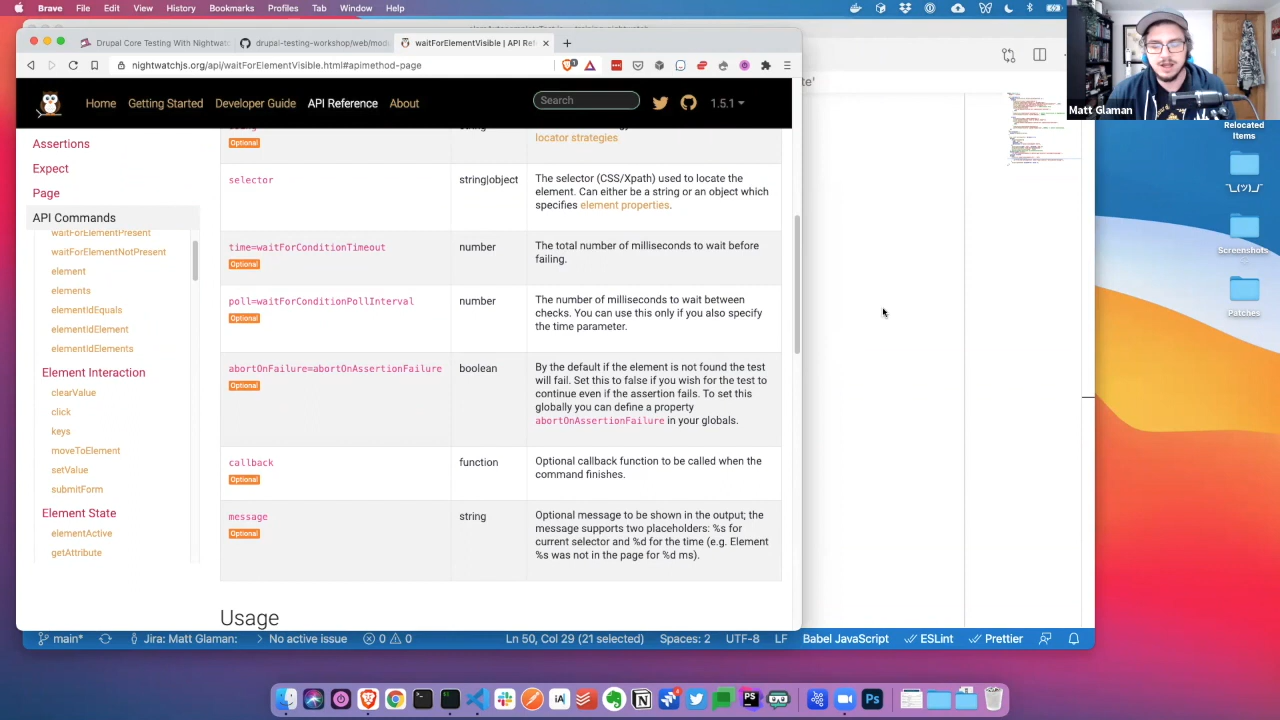 Brave File Edit View History Bookmarks Profiles Tab Window Help
Drupal Core Testing With Nightwatc
drupal-testing-workshop/web/mod
waitForElementVisible | API Re
nightwatchjs.org/api/waitForElementVisible.html#apimethod-page
Matt Glaman
Home Getting Started Developer Guide Reference About Search 1.5.1
Assertions
Expect
Page
API Commands
waitForElementPresent
waitForElementNotPresent
element
elements
elementIdEquals
elementIdElement
elementIdElements
Element Interaction
clearValue
click
keys
moveToElement
setValue
submitForm
Element State
elementActive
getAttribute
Optional
locator strategies
selector string|object The selector (CSS/Xpath) used to locate the
element. Can either be a string or an object which
specifies element properties.
time=waitForConditionTimeout number The total number of milliseconds to wait before
Optional failing.
poll=waitForConditionPollInterval number The number of milliseconds to wait between
Optional checks. You can use this only if you also specify
the time parameter.
abortOnFailure=abortOnAssertionFailure boolean By the default if the element is not found the test
Optional will fail. Set this to false if you wish for the test to
continue even if the assertion fails. To set this
globally you can define a property
abortOnAssertionFailure in your globals.
callback function Optional callback function to be called when the
Optional command finishes.
message string Optional message to be shown in the output; the
Optional message supports two placeholders: %s for
current selector and %d for the time (e.g. Element
%s was not in the page for %d ms).
Usage
Relocated
Items
¯\_(ツ)_/¯
Screenshots
Patches
main* Jira: Matt Glaman: No active issue 0 0 Ln 50, Col 29 (21 selected) Spaces: 2 UTF-8 LF Babel JavaScript ESLint Prettier